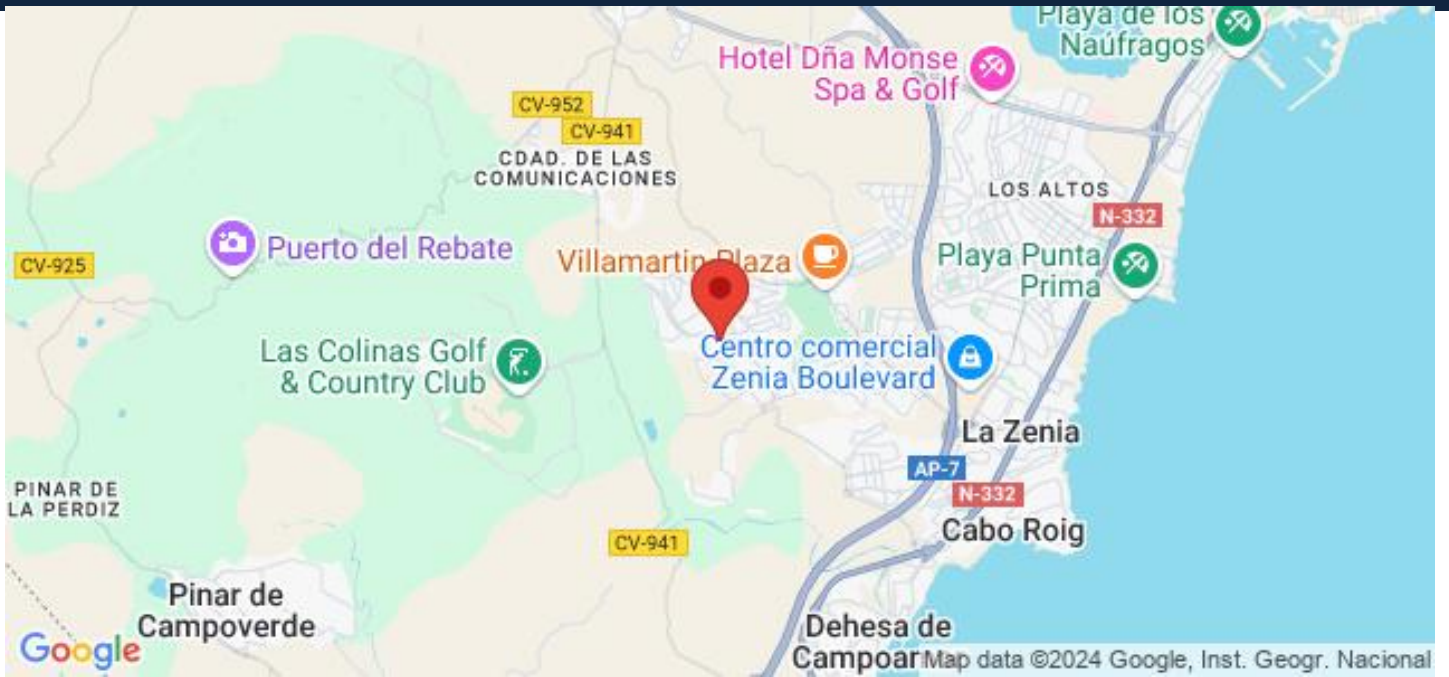 Playa de los
Naúfragos
Hotel Dña Monse
Spa & Golf
CV-952
CV-941
CDAD. DE LAS
COMUNICACIONES
LOS ALTOS
N-332
Puerto del Rebate
CV-925
Villamartin Plaza
Playa Punta
Prima
Las Colinas Golf
& Country Club
Centro comercial
Zenia Boulevard
La Zenia
AP-7
N-332
PINAR DE
LA PERDIZ
Cabo Roig
CV-941
Pinar de
Campoverde
Dehesa de
Google
Map data ©2024 Google, Inst. Geogr. Nacional